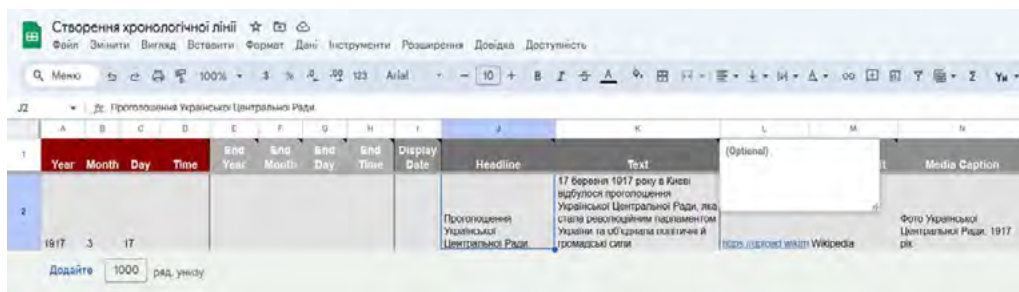 Створення хронологічної лінії
Файл Змінити Вигляд Вставити Формат Дані Інструменти Розширення Довідка Доступність
Меню 100% 123 Arial 10 B I A
J2 fx Проголошення Української Центральної Ради.
A B C D E F G H I J K L M N
1 Year Month Day Time End Year End Month End Day End Time Display Date Headline Text (Optional) Media Caption
2 1917 3 17
Проголошення
Української
Центральної Ради.
17 березня 1917 року в Києві
відбулося проголошення
Української Центральної Ради, яка
стала революційним парламентом
України та об'єднала політичні й
громадські сили
Wikipedia
Фото Української
Центральної Ради. 1917
рік
Додайте 1000 ряд. унизу